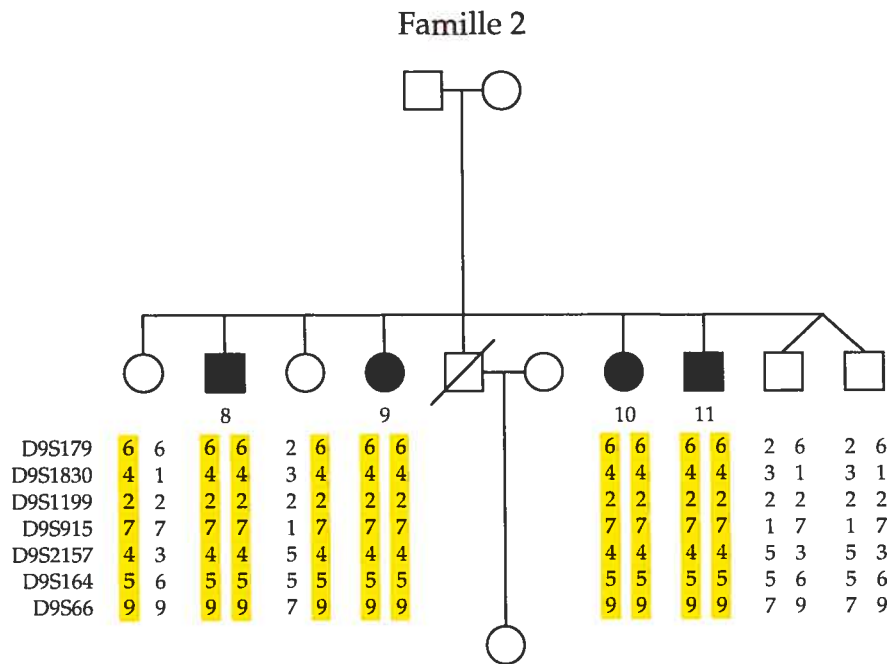 Famille 2
8 9 10 11
D9S179 6 6 6 6 2 6 6 6 6 6 6 6 2 6 2 6
D9S1830 4 1 4 4 3 4 4 4 4 4 4 4 3 1 3 1
D9S1199 2 2 2 2 2 2 2 2 2 2 2 2 2 2 2 2
D9S915 7 7 7 7 1 7 7 7 7 7 7 7 1 7 1 7
D9S2157 4 3 4 4 5 4 4 4 4 4 4 4 5 3 5 3
D9S164 5 6 5 5 5 5 5 5 5 5 5 5 5 6 5 6
D9S66 9 9 9 9 7 9 9 9 9 9 9 9 7 9 7 9